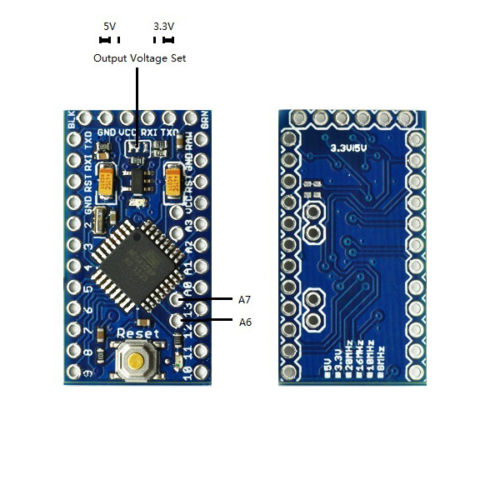 5V 3.3V
Output Voltage Set
BLK GND VCC RXI TXO GRN
TXO RAW
RXI GND
RST RST
GND VCC
2 A3
3 A2
4 A1
5 A0
6 13
7 12
8 11
9 10
Reset
A7
A6
3.3V/5V
5V
3.3V
20MHz
16MHz
10MHz
8MHz